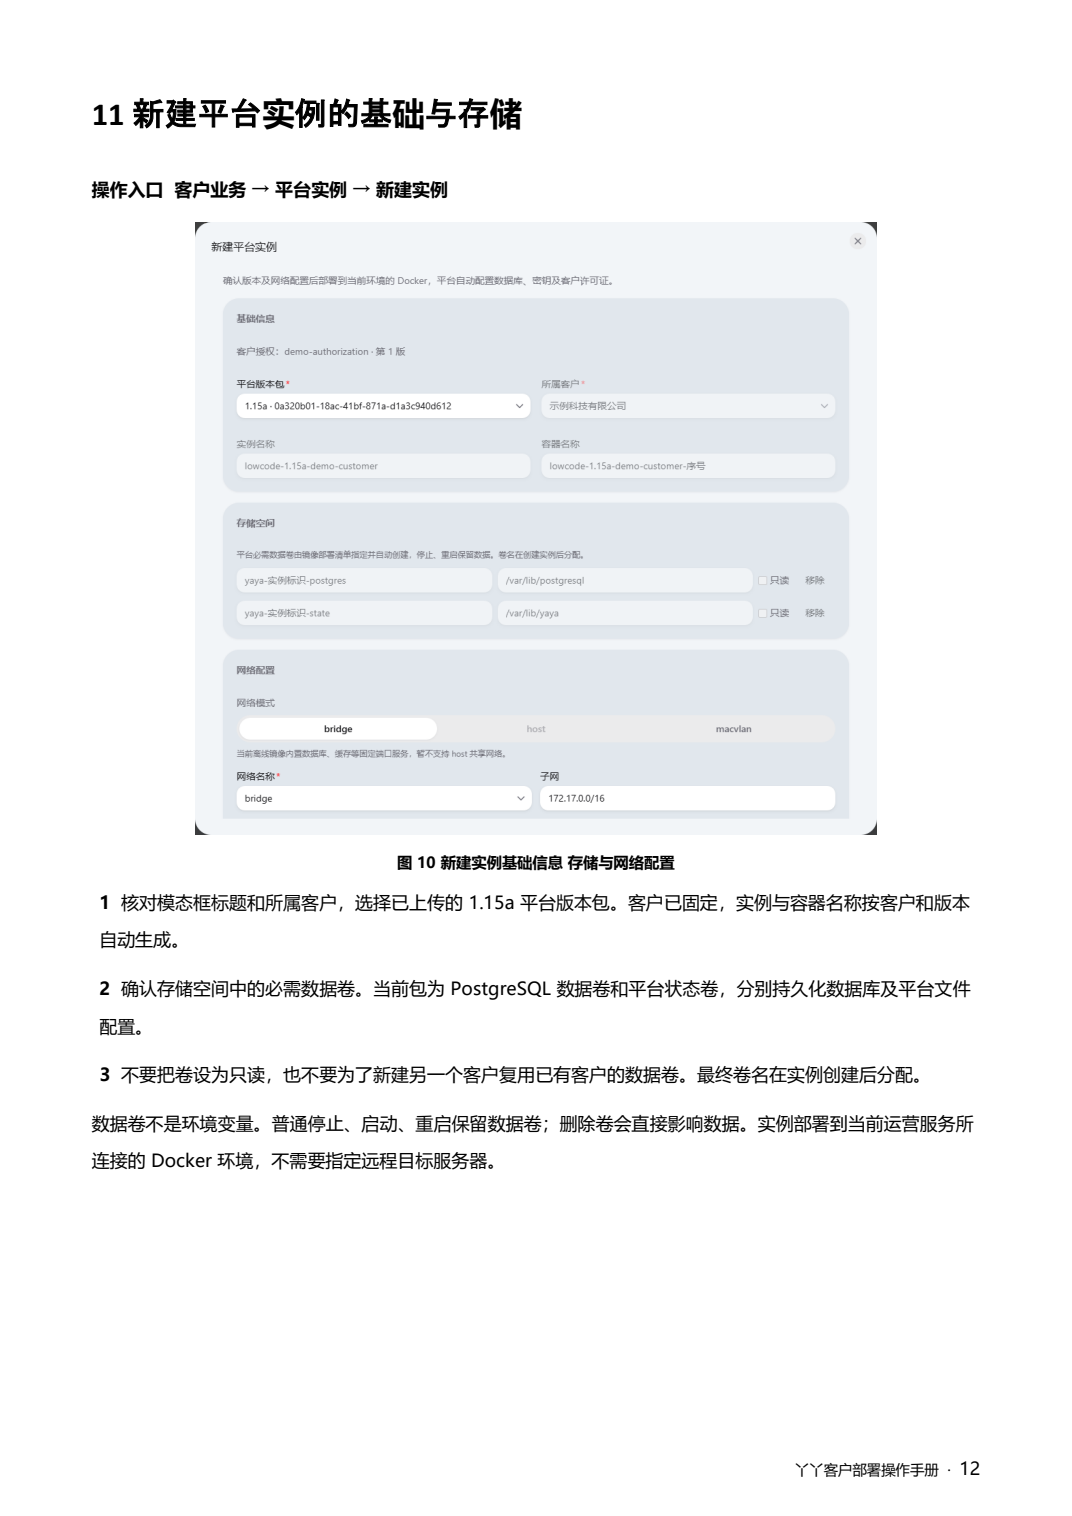 11 新建平台实例的基础与存储
操作入口 客户业务 → 平台实例 → 新建实例
新建平台实例
确认版本及网络配置后部署到当前环境的 Docker，平台自动配置数据库、密钥及客户许可证。
基础信息
客户授权：demo-authorization · 第 1 版
平台版本包*
所属客户*
1.15a · 0a320b01-18ac-41bf-871a-d1a3c940d612
示例科技有限公司
实例名称
容器名称
lowcode-1.15a-demo-customer
lowcode-1.15a-demo-customer-序号
存储空间
平台必需数据卷由镜像部署清单指定并自动创建，停止、重启保留数据。卷名在创建实例后分配。
yaya-实例标识-postgres
/var/lib/postgresql
只读
移除
yaya-实例标识-state
/var/lib/yaya
只读
移除
网络配置
网络模式
bridge
host
macvlan
当前离线镜像内置数据库、缓存等固定端口服务，暂不支持 host 共享网络。
网络名称*
子网
bridge
172.17.0.0/16
图 10 新建实例基础信息 存储与网络配置
1 核对模态框标题和所属客户，选择已上传的 1.15a 平台版本包。客户已固定，实例与容器名称按客户和版本
自动生成。
2 确认存储空间中的必需数据卷。当前包为 PostgreSQL 数据卷和平台状态卷，分别持久化数据库及平台文件
配置。
3 不要把卷设为只读，也不要为了新建另一个客户复用已有客户的数据卷。最终卷名在实例创建后分配。
数据卷不是环境变量。普通停止、启动、重启保留数据卷；删除卷会直接影响数据。实例部署到当前运营服务所
连接的 Docker 环境，不需要指定远程目标服务器。
丫丫客户部署操作手册 · 12